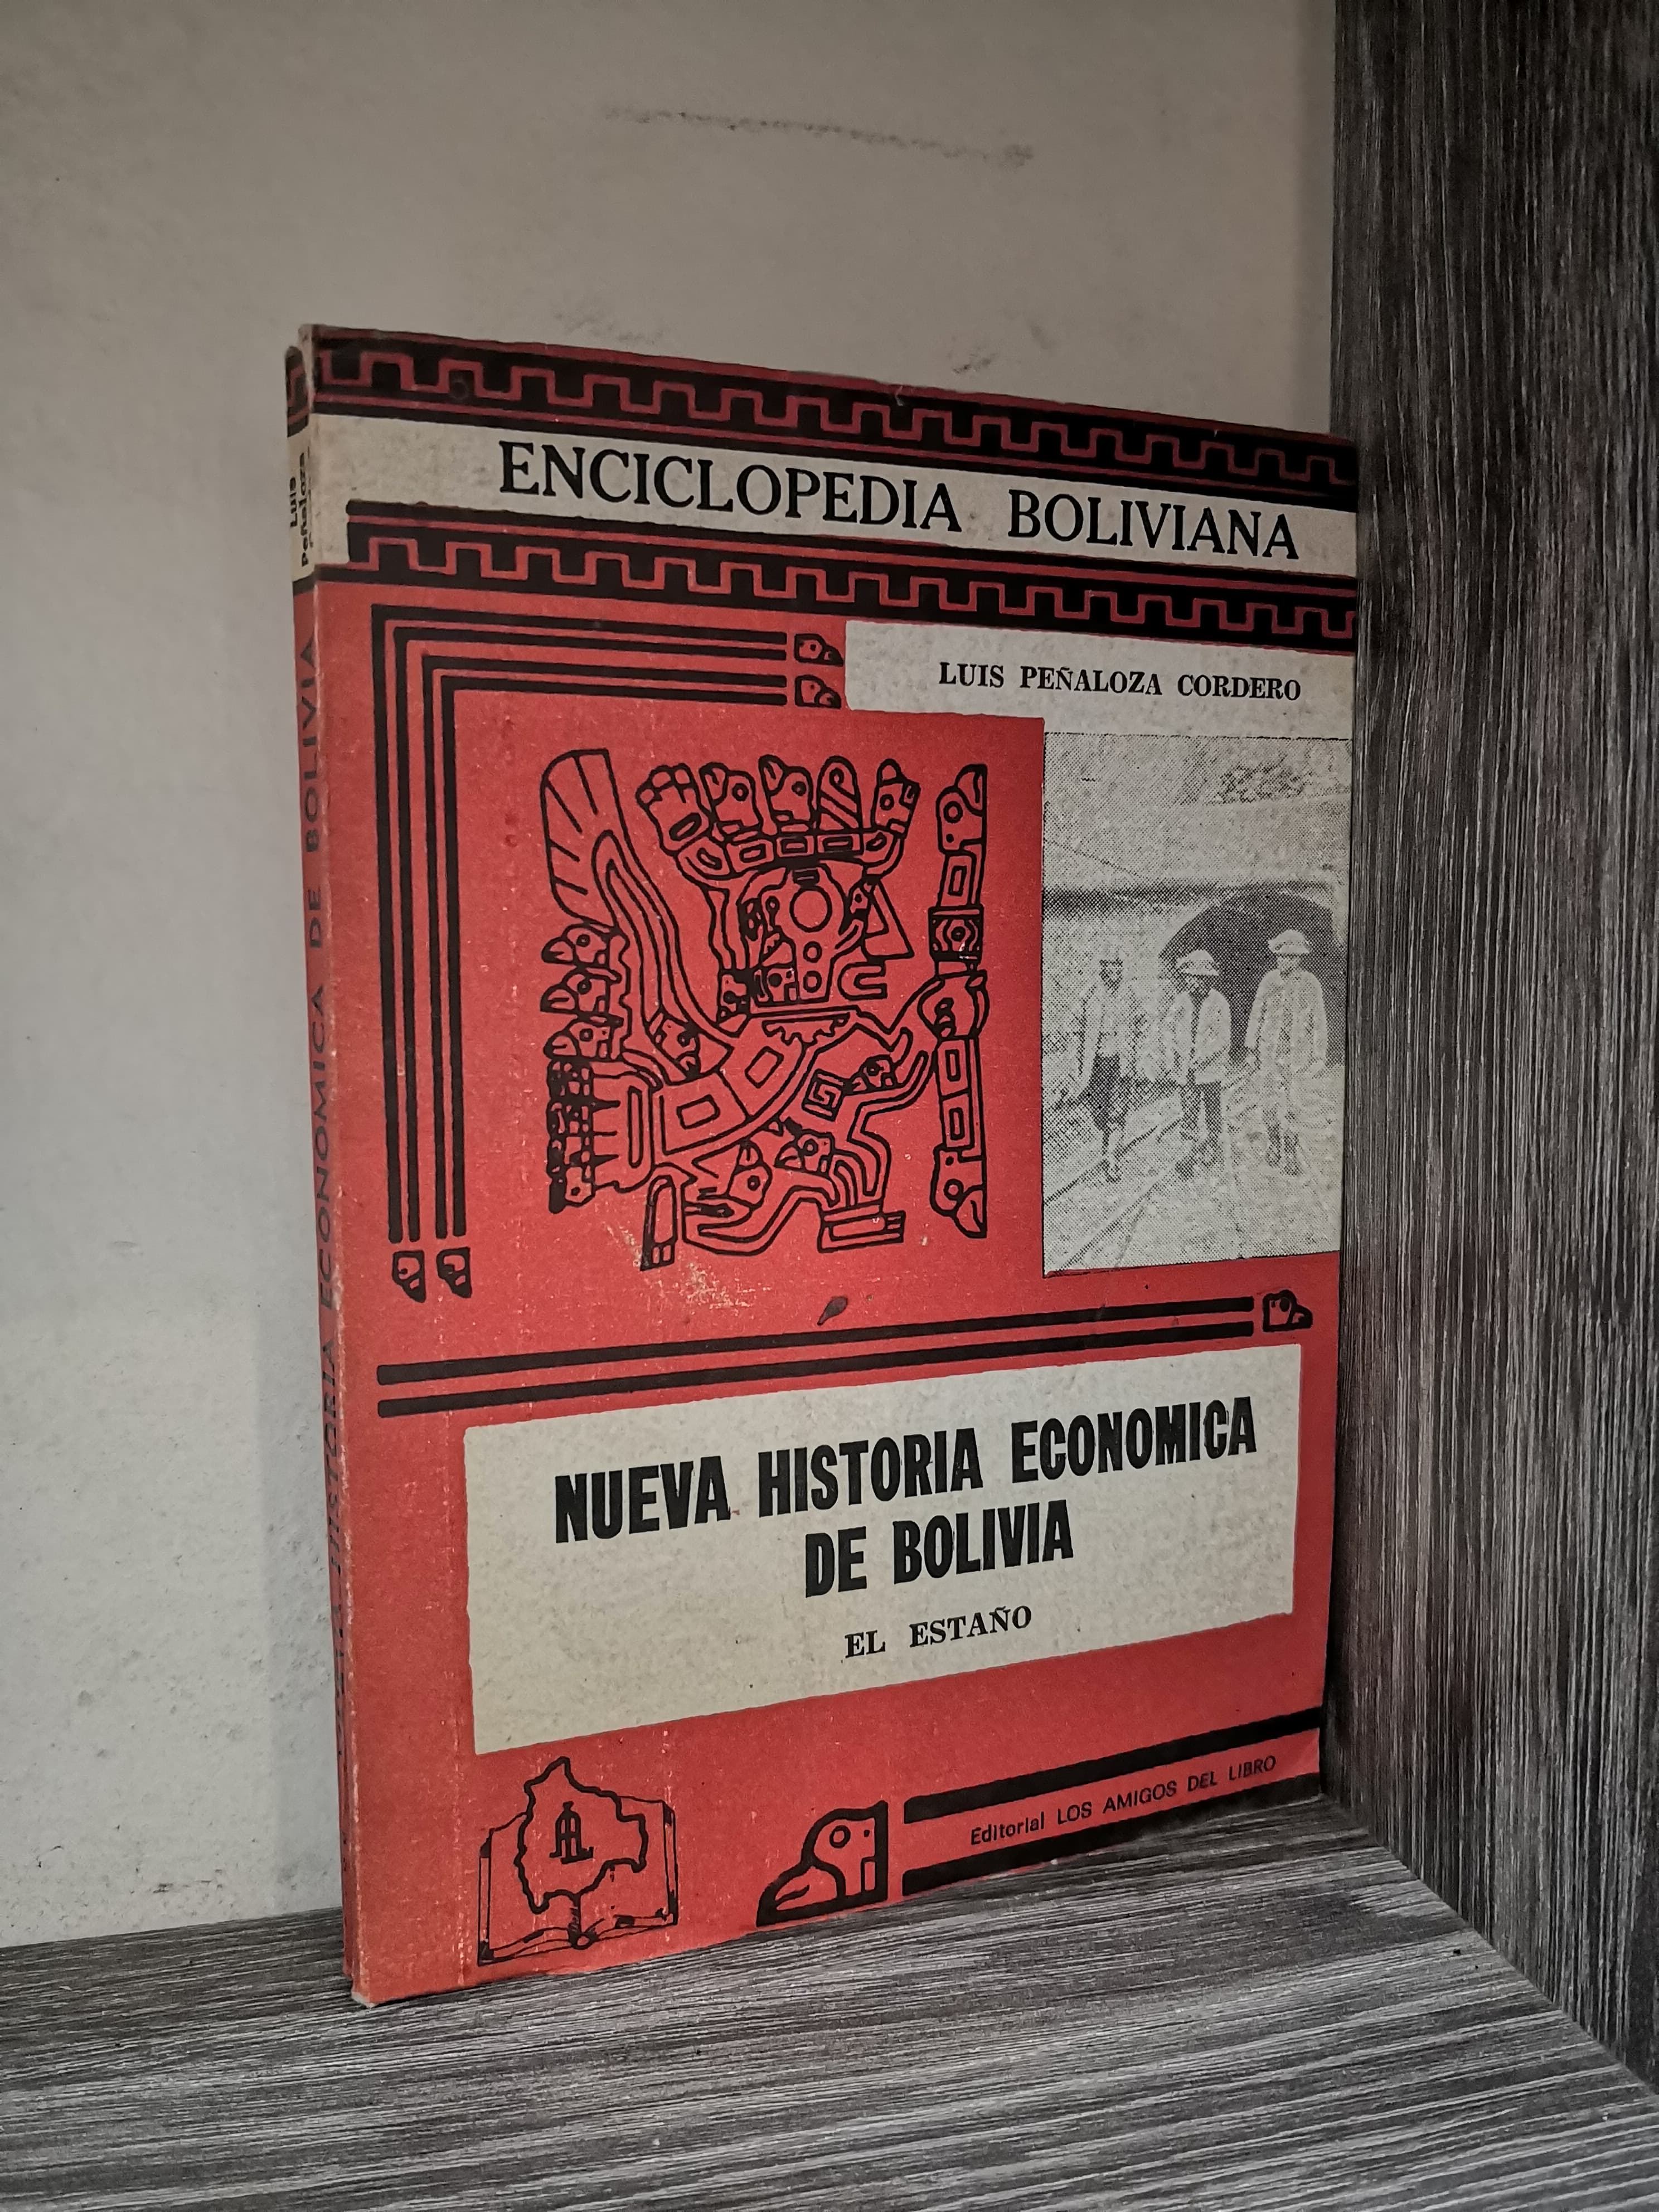 ENCICLOPEDIA BOLIVIANA
LUIS PEÑALOZA CORDERO
NUEVA HISTORIA ECONOMICA
DE BOLIVIA
EL ESTAÑO
Editorial LOS AMIGOS DEL LIBRO
Luis
Peñaloza
HISTORIA ECONOMICA DE BOLIVIA